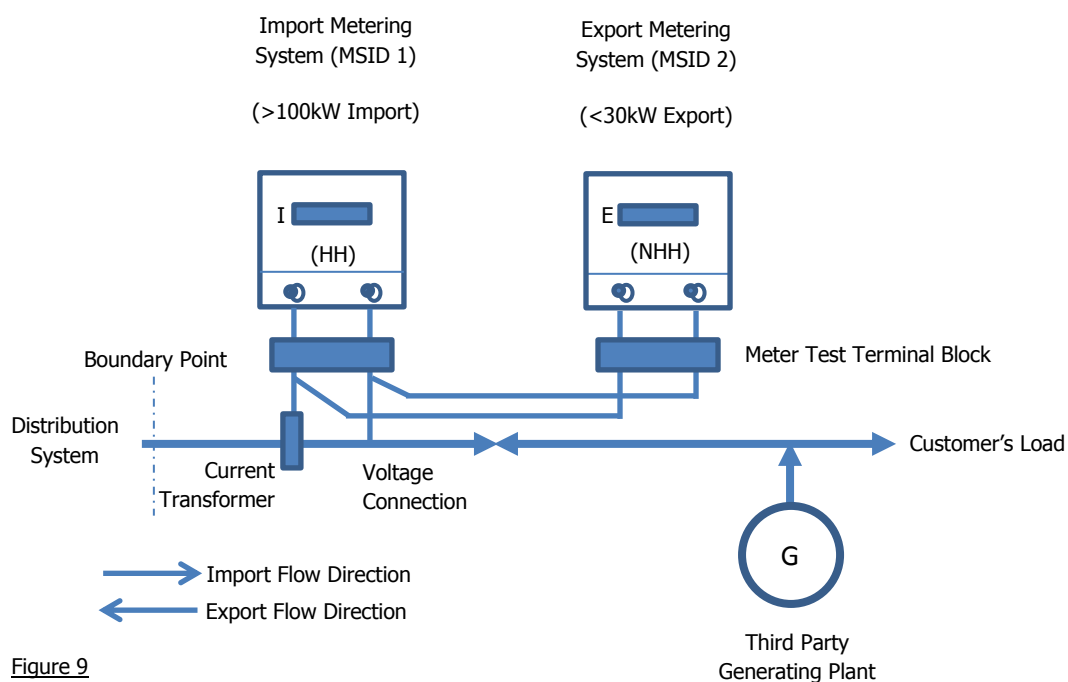 Import Metering
System (MSID 1)
(>100kW Import)
Export Metering
System (MSID 2)
(<30kW Export)
I
(HH)
E
(NHH)
Boundary Point
Meter Test Terminal Block
Distribution
System
Current
Transformer
Voltage
Connection
Customer’s Load
G
Import Flow Direction
Export Flow Direction
Third Party
Generating Plant
Figure 9